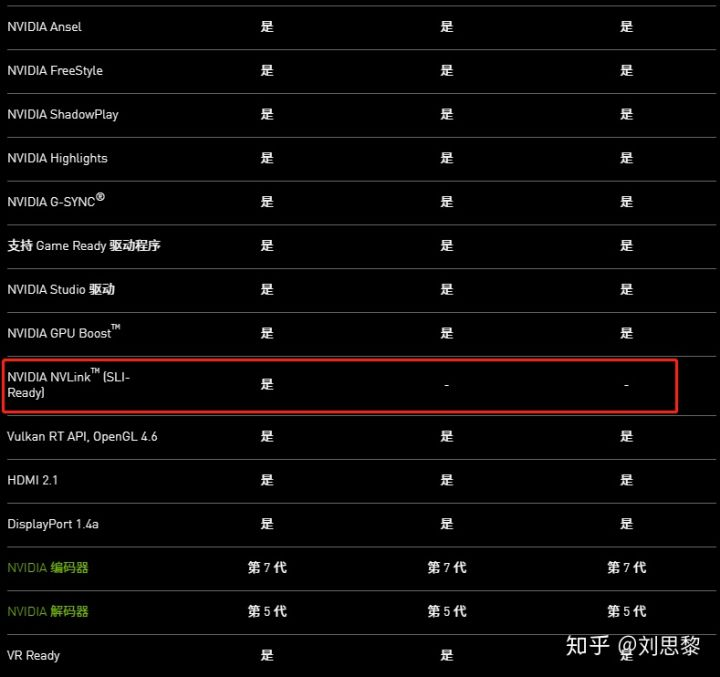 NVIDIA Ansel 是 是 是
NVIDIA FreeStyle 是 是 是
NVIDIA ShadowPlay 是 是 是
NVIDIA Highlights 是 是 是
NVIDIA G-SYNC® 是 是 是
支持 Game Ready 驱动程序 是 是 是
NVIDIA Studio 驱动 是 是 是
NVIDIA GPU Boost™ 是 是 是
NVIDIA NVLink™ (SLI-
Ready) 是 - -
Vulkan RT API, OpenGL 4.6 是 是 是
HDMI 2.1 是 是 是
DisplayPort 1.4a 是 是 是
NVIDIA 编码器 第 7 代 第 7 代 第 7 代
NVIDIA 解码器 第 5 代 第 5 代 第 5 代
VR Ready 是 是 是
知乎 @刘思黎